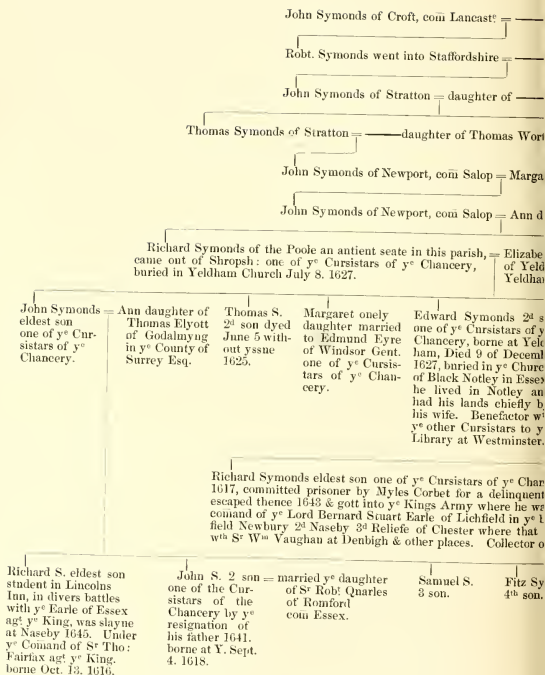 John Symonds of Croft, com̄ Lancastᵉ = ——
Robt. Symonds went into Staffordshire = ——
John Symonds of Stratton = daughter of ——
Thomas Symonds of Stratton = ——daughter of Thomas Wort
John Symonds of Newport, com̄ Salop = Marga
John Symonds of Newport, com̄ Salop = Ann d
Richard Symonds of the Poole an antient seate in this parish, = Elizabe
came out of Shropsh: one of yᵉ Cursistars of yᵉ Chancery, of Yeld
buried in Yeldham Church July 8. 1627. Yeldha
John Symonds =
eldest son
one of yᵉ Cur-
sistars of yᵉ
Chancery.
Ann daughter of
Thomas Elyott
of Godalmyug
in yᵉ County of
Surrey Esq.
Thomas S.
2ᵈ son dyed
June 5 with-
out yssue
1625.
Margaret onely
daughter married
to Edmund Eyre
of Windsor Gent.
one of yᵉ Cursis-
tars of yᵉ Chan-
cery.
Edward Symonds 2ᵈ s
one of yᵉ Cursistars of y
Chancery, borne at Yeld
ham, Died 9 of Deceml
1627, buried in yᵉ Churc
of Black Notley in Essex
he lived in Notley an
had his lands chiefly b
his wife. Benefactor wᵗ
yᵉ other Cursistars to y
Library at Westminster.
Richard Symonds eldest son one of yᵉ Cursistars of yᵉ Char
1617, committed prisoner by Myles Corbet for a delinquent
escaped thence 1643 & gott into yᵉ Kings Army where he wa
comand of yᵉ Lord Bernard Stuart Earle of Lichfield in yᵉ l
field Newbury 2ᵈ Naseby 3ᵈ Reliefe of Chester where that
wᵗʰ Sʳ Wᵐ Vaughan at Denbigh & other places. Collector o
Richard S. eldest son
student in Lincolns
Inn, in divers battles
with yᵉ Earle of Essex
agᵗ yᵉ King, was slayne
at Naseby 1645. Under
yᵉ Comand of Sʳ Tho:
Fairfax agᵗ yᵉ King.
borne Oct. 13. 1616.
John S. 2 son =
one of the Cur-
sistars of the
Chancery by yᵉ
resignation of
his father 1641.
borne at Y. Sept.
4. 1618.
married yᵉ daughter
of Sʳ Robᵗ Quarles
of Romford
com̄ Essex.
Samuel S.
3 son.
Fitz Sy
4ᵗʰ son.